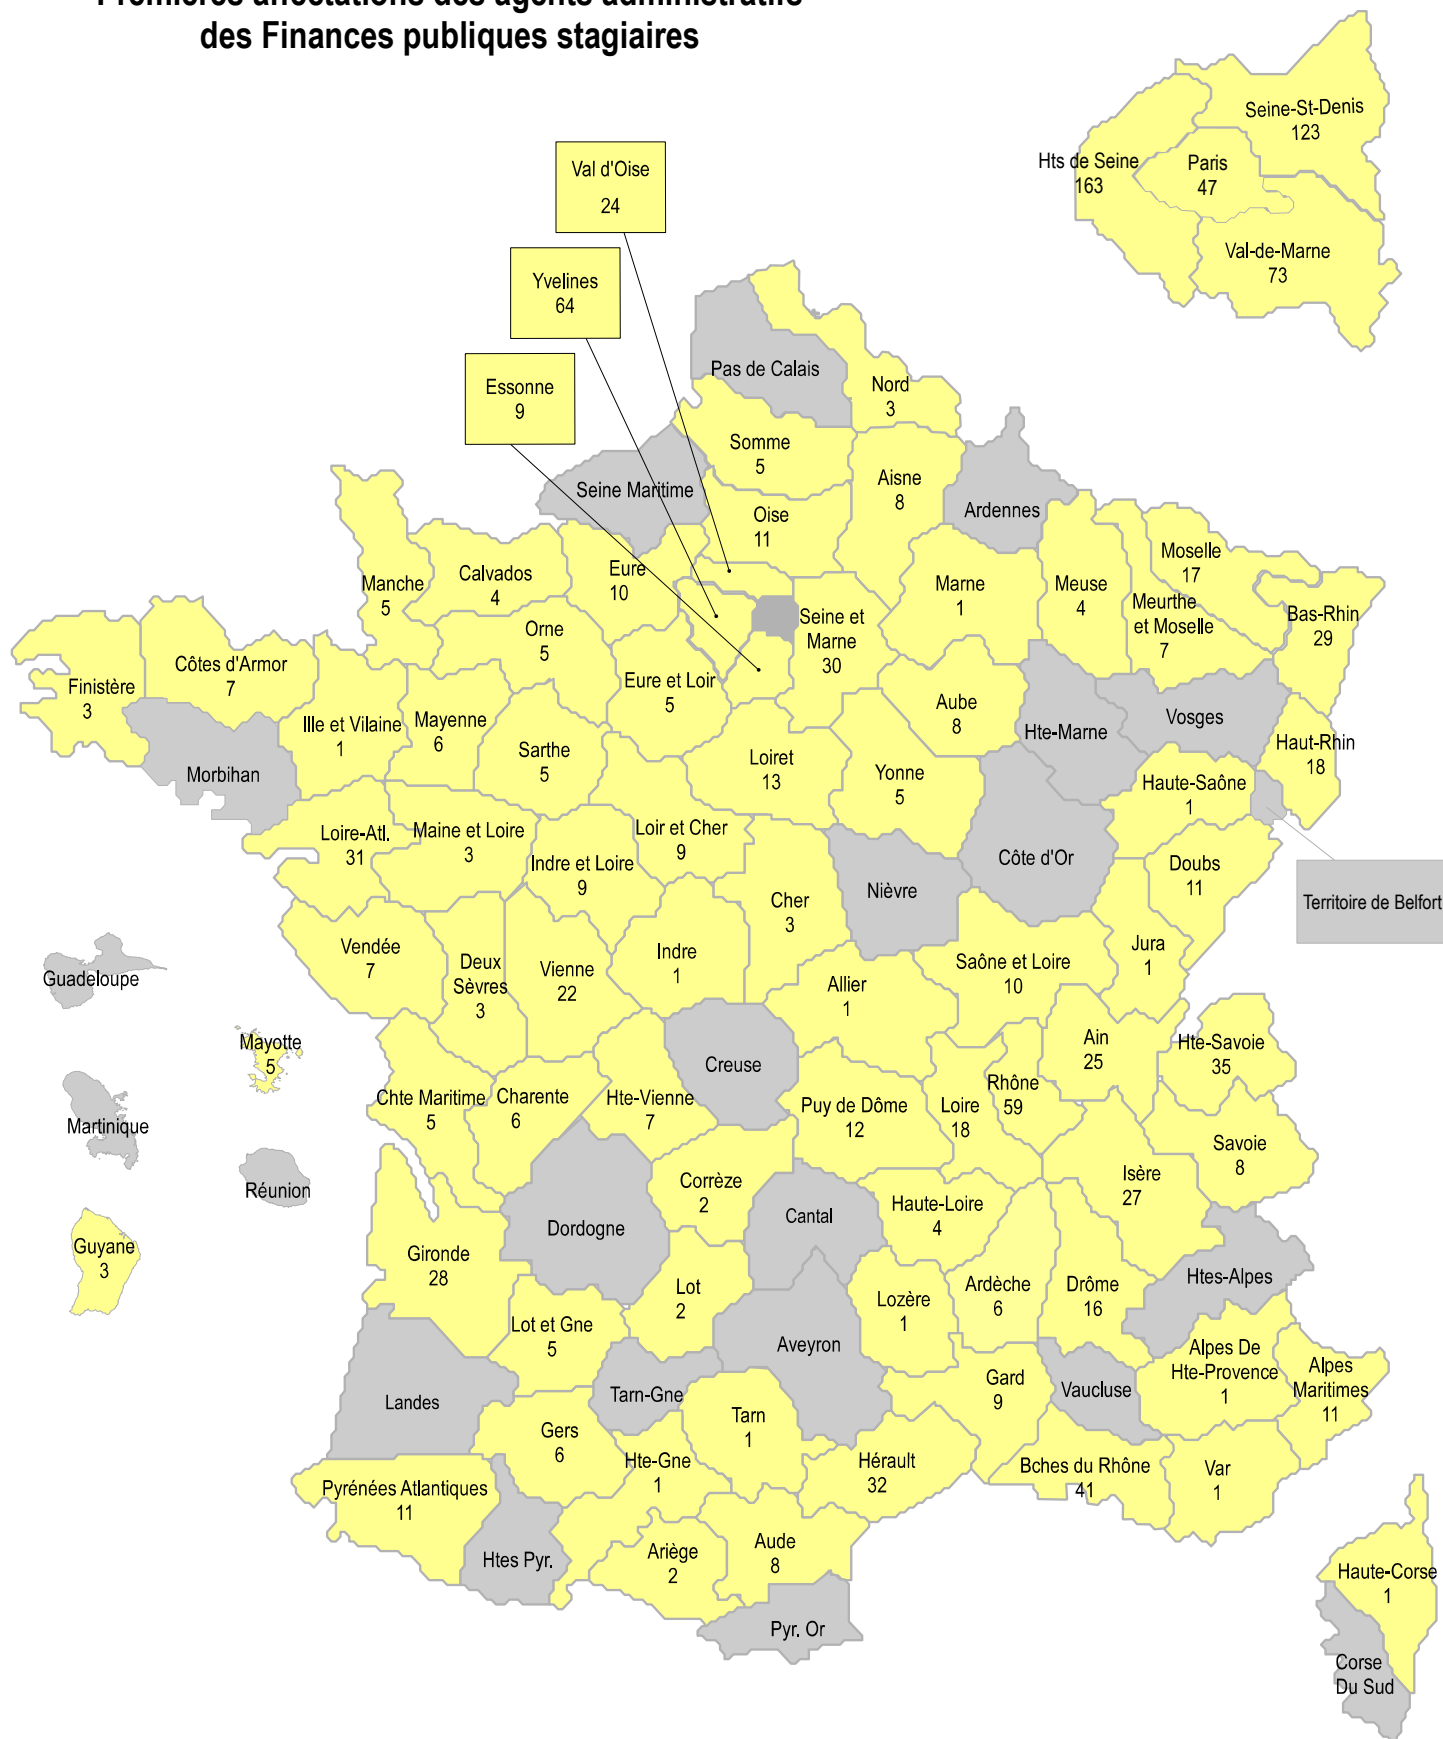 Premières affectations des agents administratifs
des Finances publiques stagiaires
Seine-St-Denis
123
Hts de Seine
163
Paris
47
Val-de-Marne
73
Val d'Oise
24
Yvelines
64
Essonne
9
Pas de Calais
Nord
3
Somme
5
Seine Maritime
Aisne
8
Ardennes
Oise
11
Manche
5
Calvados
4
Eure
10
Marne
1
Meuse
4
Moselle
17
Meurthe
et Moselle
7
Bas-Rhin
29
Seine et
Marne
30
Orne
5
Finistère
3
Côtes d'Armor
7
Ille et Vilaine
1
Mayenne
6
Sarthe
5
Eure et Loir
5
Aube
8
Hte-Marne
Vosges
Haut-Rhin
18
Morbihan
Loiret
13
Yonne
5
Haute-Saône
1
Loire-Atl.
31
Maine et Loire
3
Indre et Loire
9
Loir et Cher
9
Côte d'Or
Doubs
11
Territoire de Belfort
Nièvre
Cher
3
Vendée
7
Deux
Sèvres
3
Vienne
22
Indre
1
Saône et Loire
10
Jura
1
Guadeloupe
Allier
1
Mayotte
5
Creuse
Ain
25
Hte-Savoie
35
Martinique
Chte Maritime
5
Charente
6
Hte-Vienne
7
Puy de Dôme
12
Loire
18
Rhône
59
Savoie
8
Isère
27
Réunion
Corrèze
2
Cantal
Haute-Loire
4
Dordogne
Guyane
3
Gironde
28
Lot
2
Lozère
1
Ardèche
6
Drôme
16
Htes-Alpes
Lot et Gne
5
Aveyron
Landes
Tarn-Gne
Gard
9
Vaucluse
Alpes De
Hte-Provence
1
Alpes
Maritimes
11
Gers
6
Tarn
1
Hte-Gne
1
Hérault
32
Bches du Rhône
41
Var
1
Pyrénées Atlantiques
11
Htes Pyr.
Ariège
2
Aude
8
Pyr. Or
Haute-Corse
1
Corse
Du Sud